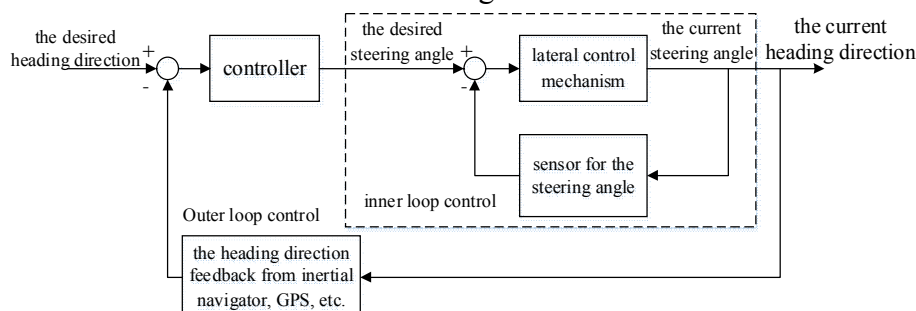 the desired
heading direction
+
-
controller
the desired
steering angle
+
-
lateral control
mechanism
the current
steering angle
the current
heading direction
sensor for the
steering angle
inner loop control
Outer loop control
the heading direction
feedback from inertial
navigator, GPS, etc.